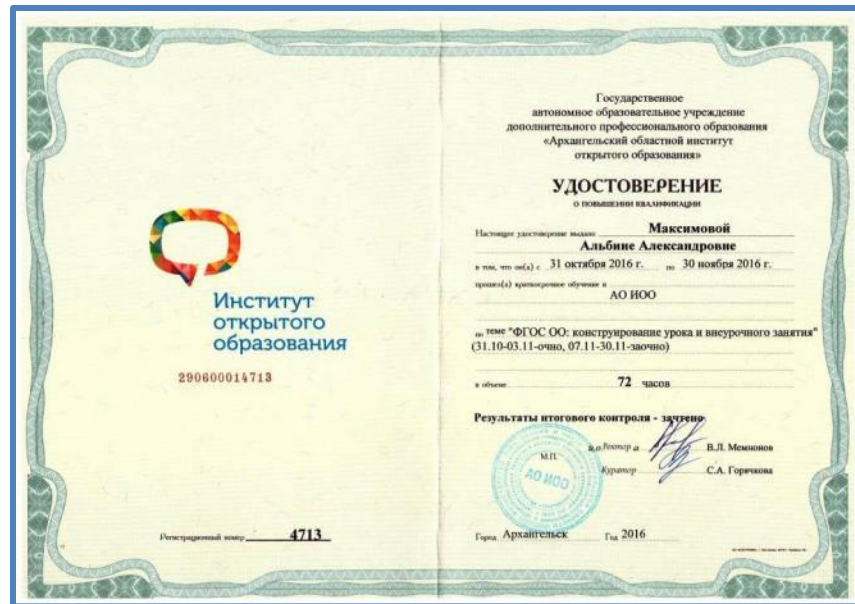 Институт
открытого
образования
290600014713
Регистрационный номер 4713
Государственное
автономное образовательное учреждение
дополнительного профессионального образования
«Архангельский областной институт
открытого образования»
УДОСТОВЕРЕНИЕ
о повышении квалификации
Настоящее удостоверение выдано Максимовой
Альбине Александровне
в том, что он(а) с 31 октября 2016 г. по 30 ноября 2016 г.
прошел(а) краткосрочное обучение в
АО ИОО
по теме "ФГОС ОО: конструирование урока и внеурочного занятия"
(31.10-03.11-очно, 07.11-30.11-заочно)
в объеме 72 часов
Результаты итогового контроля - зачтено
М.П. и.о Ректор а В.Л. Мемнонов
Куратор С.А. Горячкова
АО ИОО
Город Архангельск Год 2016